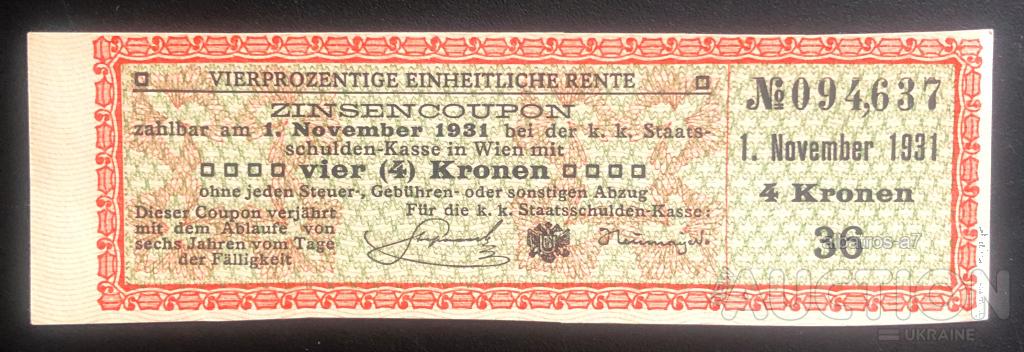 VIERPROZENTIGE EINHEITLICHE RENTE
ZINSENCOUPON
zahlbar am 1. November 1931 bei der k. k. Staats-
schulden-Kasse in Wien mit
vier (4) Kronen
ohne jeden Steuer-, Gebühren- oder sonstigen Abzug
Dieser Coupon verjährt
mit dem Ablaufe von
sechs Jahren vom Tage
der Fälligkeit
Für die k. k. Staatsschulden-Kasse:
№ 094,637
1. November 1931
4 Kronen
36
albatros-a7
AUCTION
UKRAINE